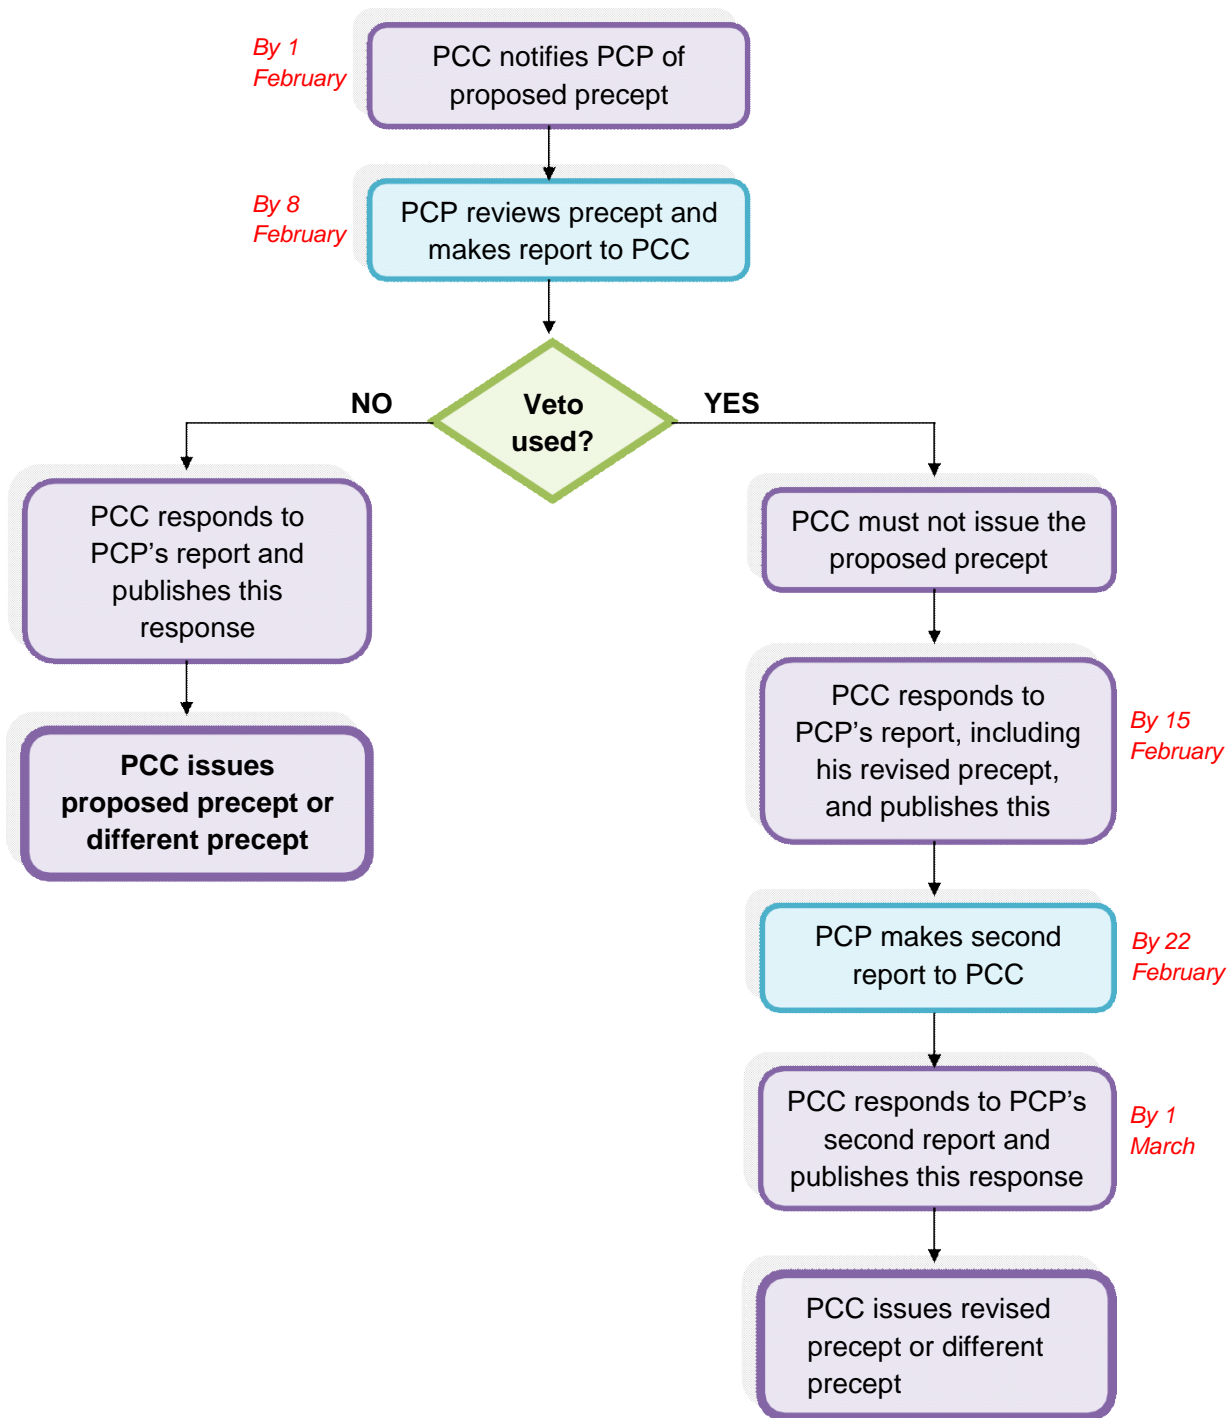 By 1
February
PCC notifies PCP of
proposed precept
By 8
February
PCP reviews precept and
makes report to PCC
NO
Veto
used?
YES
PCC responds to
PCP’s report and
publishes this
response
PCC issues
proposed precept or
different precept
PCC must not issue the
proposed precept
PCC responds to
PCP’s report, including
his revised precept,
and publishes this
By 15
February
PCP makes second
report to PCC
By 22
February
PCC responds to PCP’s
second report and
publishes this response
By 1
March
PCC issues revised
precept or different
precept